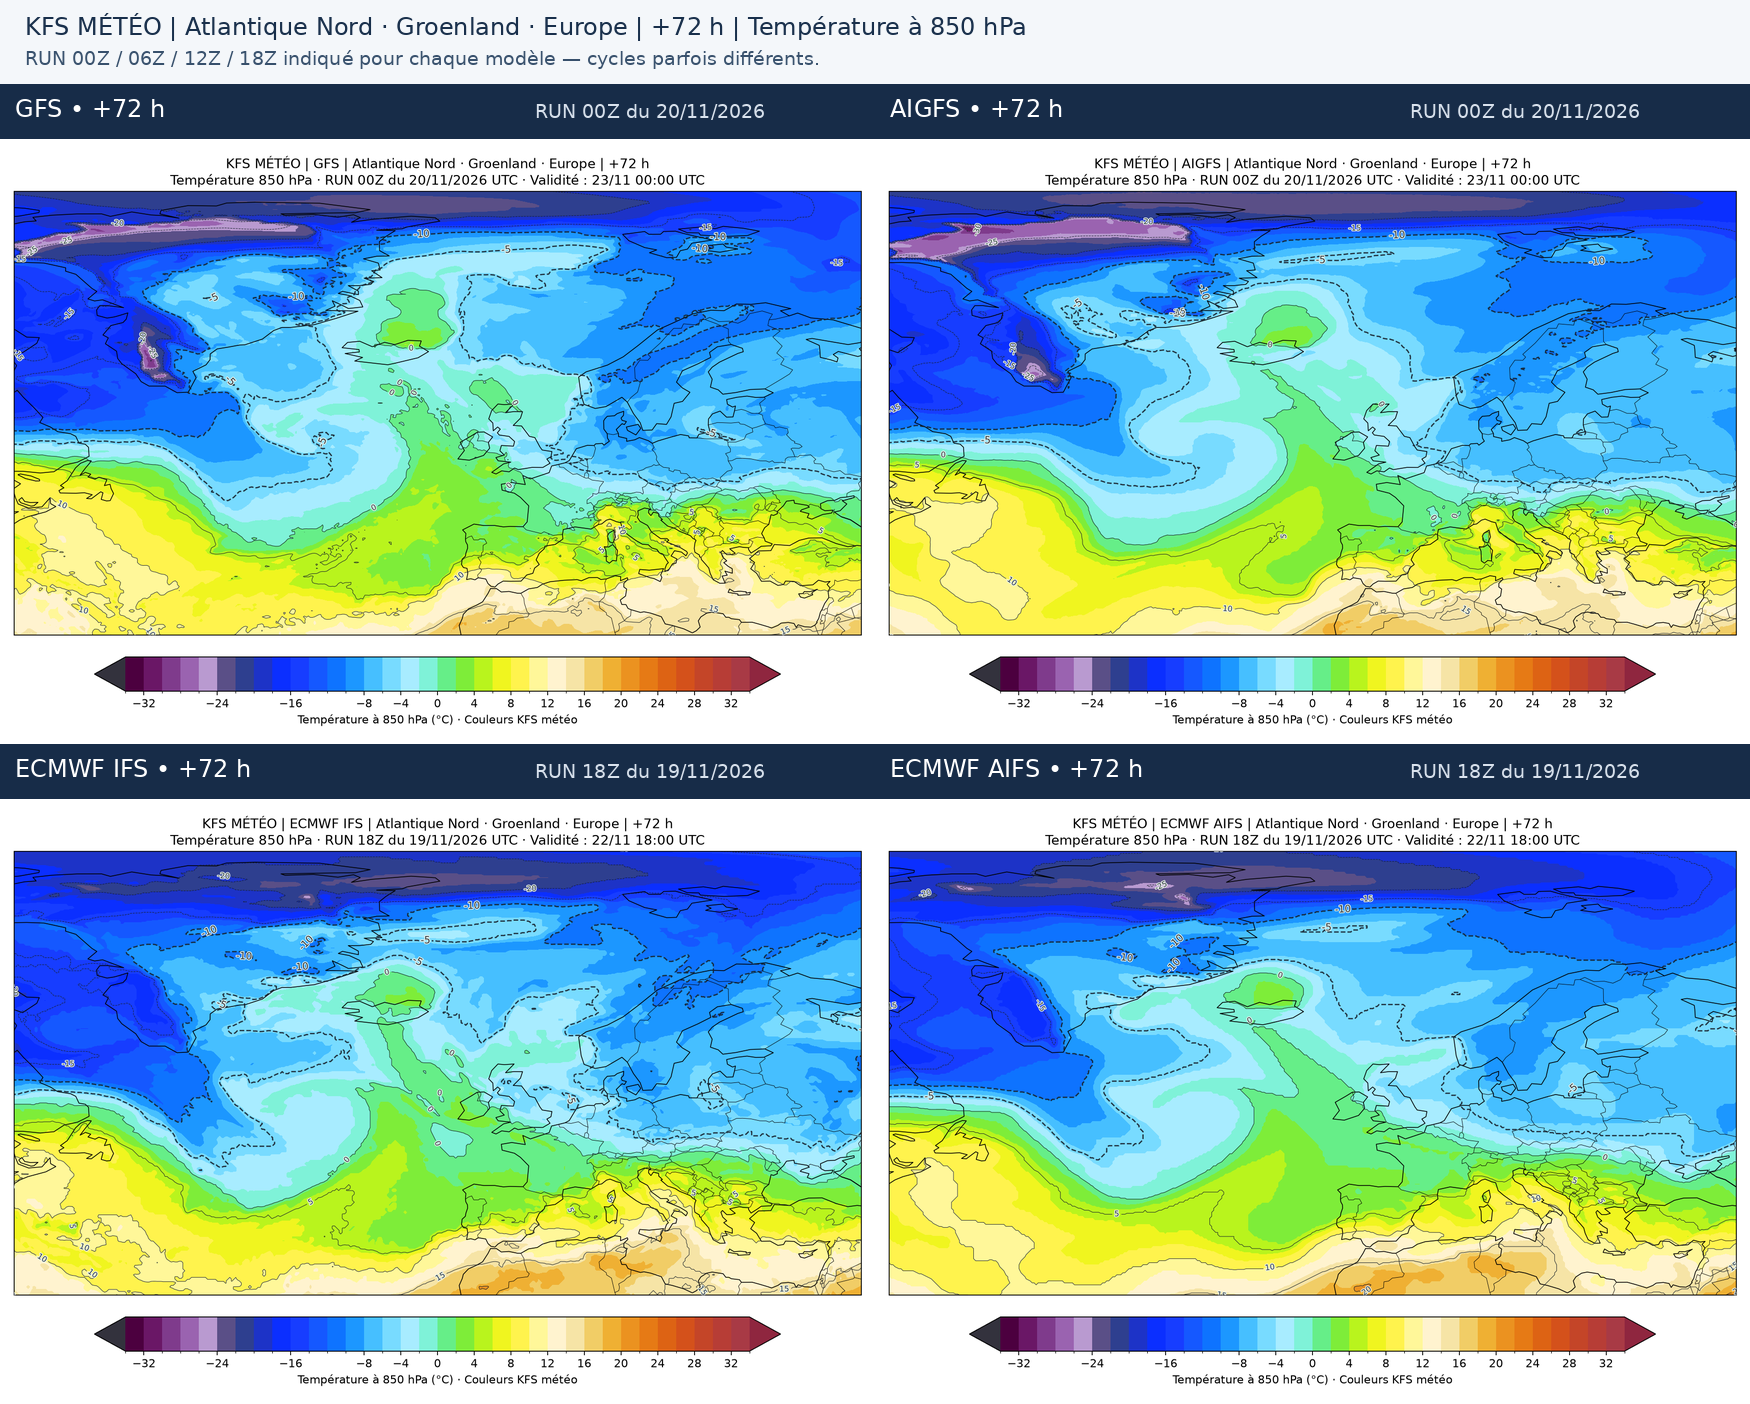 KFS MÉTÉO | Atlantique Nord · Groenland · Europe | +72 h | Température à 850 hPa
RUN 00Z / 06Z / 12Z / 18Z indiqué pour chaque modèle — cycles parfois différents.
GFS • +72 h
RUN 00Z du 20/11/2026
AIGFS • +72 h
RUN 00Z du 20/11/2026
KFS MÉTÉO | GFS | Atlantique Nord · Groenland · Europe | +72 h
Température 850 hPa · RUN 00Z du 20/11/2026 UTC · Validité : 23/11 00:00 UTC
KFS MÉTÉO | AIGFS | Atlantique Nord · Groenland · Europe | +72 h
Température 850 hPa · RUN 00Z du 20/11/2026 UTC · Validité : 23/11 00:00 UTC
−32 −24 −16 −8 −4 0 4 8 12 16 20 24 28 32
Température à 850 hPa (°C) · Couleurs KFS météo
−32 −24 −16 −8 −4 0 4 8 12 16 20 24 28 32
Température à 850 hPa (°C) · Couleurs KFS météo
ECMWF IFS • +72 h
RUN 18Z du 19/11/2026
ECMWF AIFS • +72 h
RUN 18Z du 19/11/2026
KFS MÉTÉO | ECMWF IFS | Atlantique Nord · Groenland · Europe | +72 h
Température 850 hPa · RUN 18Z du 19/11/2026 UTC · Validité : 22/11 18:00 UTC
KFS MÉTÉO | ECMWF AIFS | Atlantique Nord · Groenland · Europe | +72 h
Température 850 hPa · RUN 18Z du 19/11/2026 UTC · Validité : 22/11 18:00 UTC
−32 −24 −16 −8 −4 0 4 8 12 16 20 24 28 32
Température à 850 hPa (°C) · Couleurs KFS météo
−32 −24 −16 −8 −4 0 4 8 12 16 20 24 28 32
Température à 850 hPa (°C) · Couleurs KFS météo